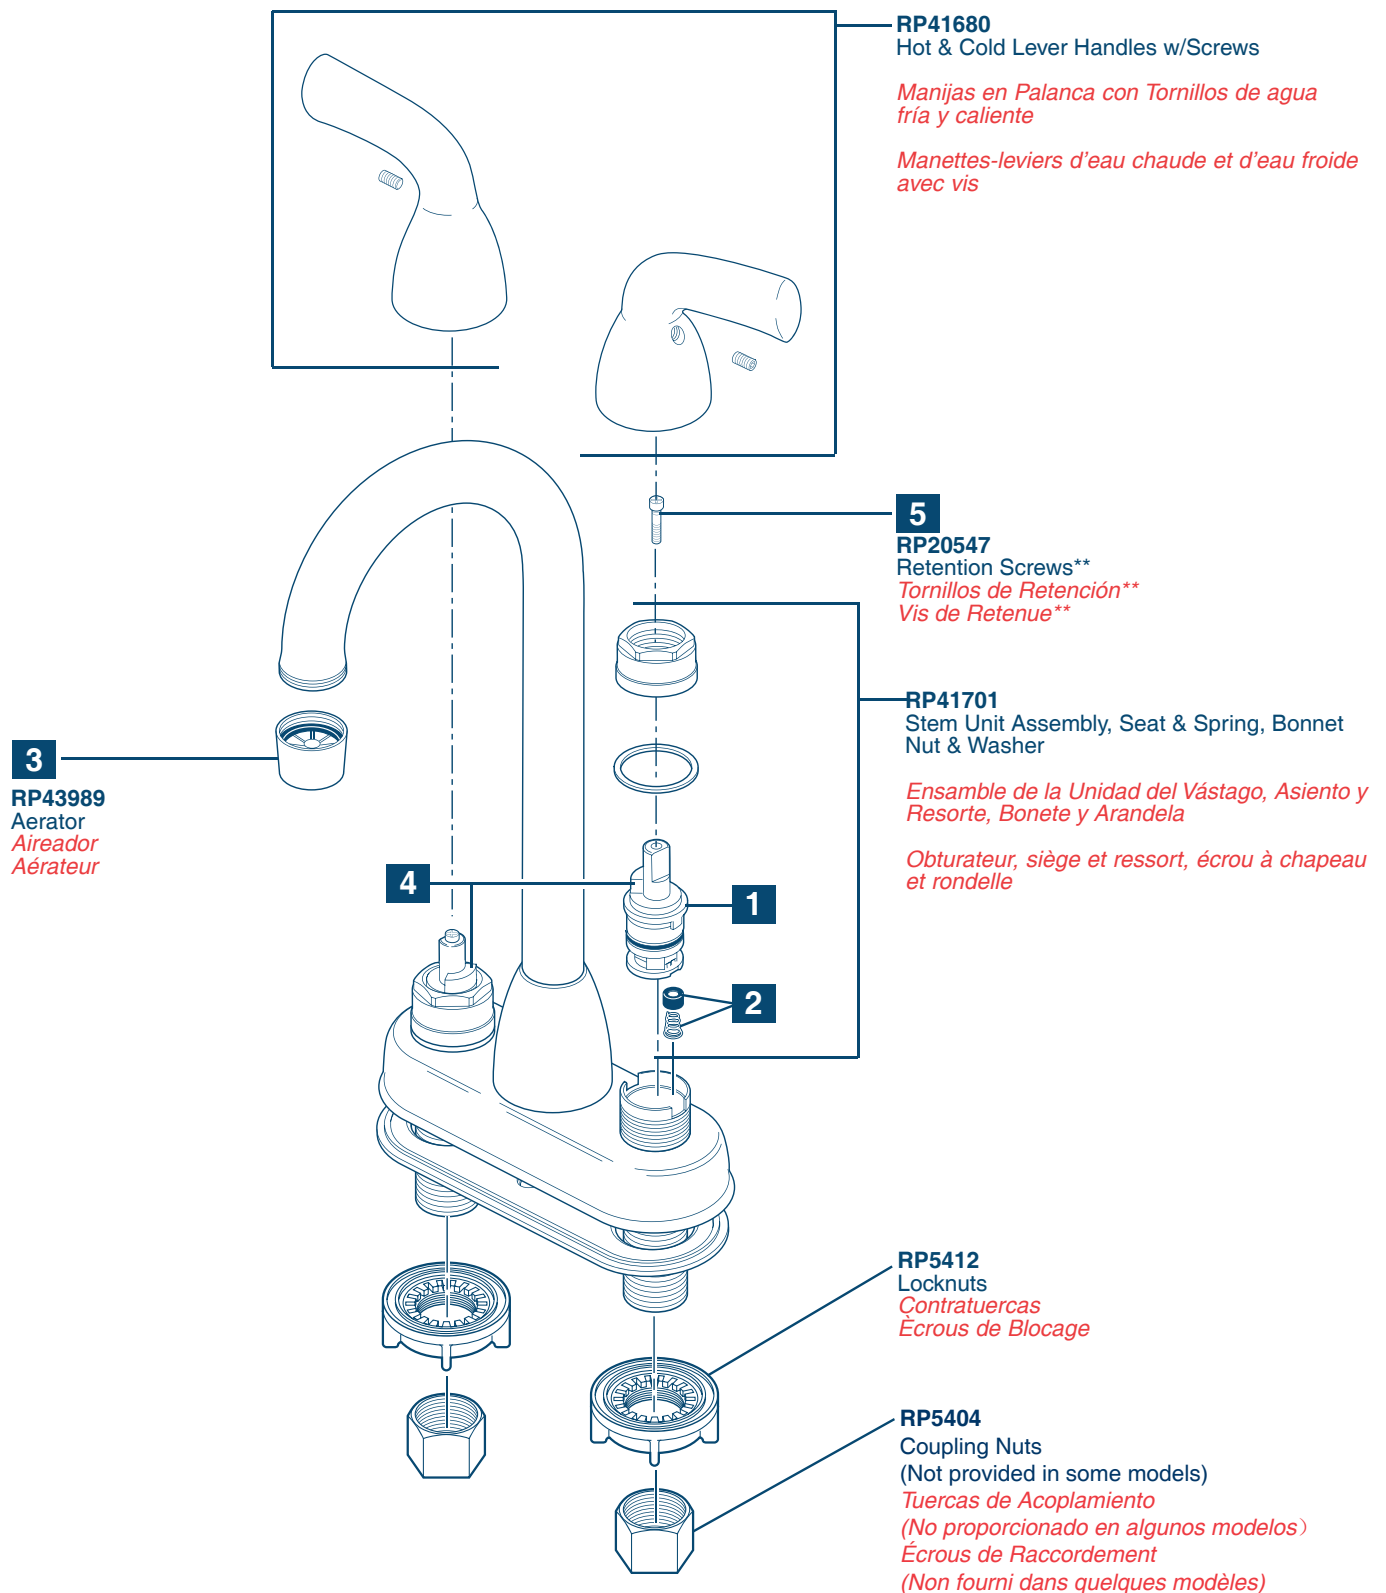 RP41680
Hot & Cold Lever Handles w/Screws
Manijas en Palanca con Tornillos de agua
fría y caliente
Manettes-leviers d’eau chaude et d’eau froide
avec vis
5
RP20547
Retention Screws**
Tornillos de Retención**
Vis de Retenue**
RP41701
Stem Unit Assembly, Seat & Spring, Bonnet
Nut & Washer
Ensamble de la Unidad del Vástago, Asiento y
Resorte, Bonete y Arandela
Obturateur, siège et ressort, écrou à chapeau
et rondelle
3
RP43989
Aerator
Aireador
Aérateur
4
1
2
RP5412
Locknuts
Contratuercas
Ècrous de Blocage
RP5404
Coupling Nuts
(Not provided in some models)
Tuercas de Acoplamiento
(No proporcionado en algunos modelos）
Écrous de Raccordement
(Non fourni dans quelques modèles)